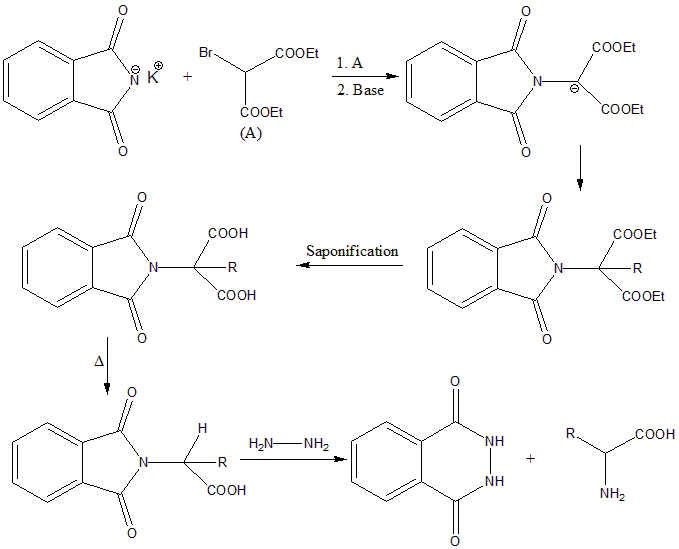 O
N ⊖ K ⊕
O
+
Br
COOEt
COOEt
(A)
1. A
2. Base
O
N
C
⊖
O
COOEt
COOEt
O
N
C
R
O
COOEt
COOEt
Saponification
O
N
C
R
O
COOH
COOH
Δ
O
N
H
R
O
COOH
H₂N NH₂
O
NH
NH
O
+
R
COOH
NH₂